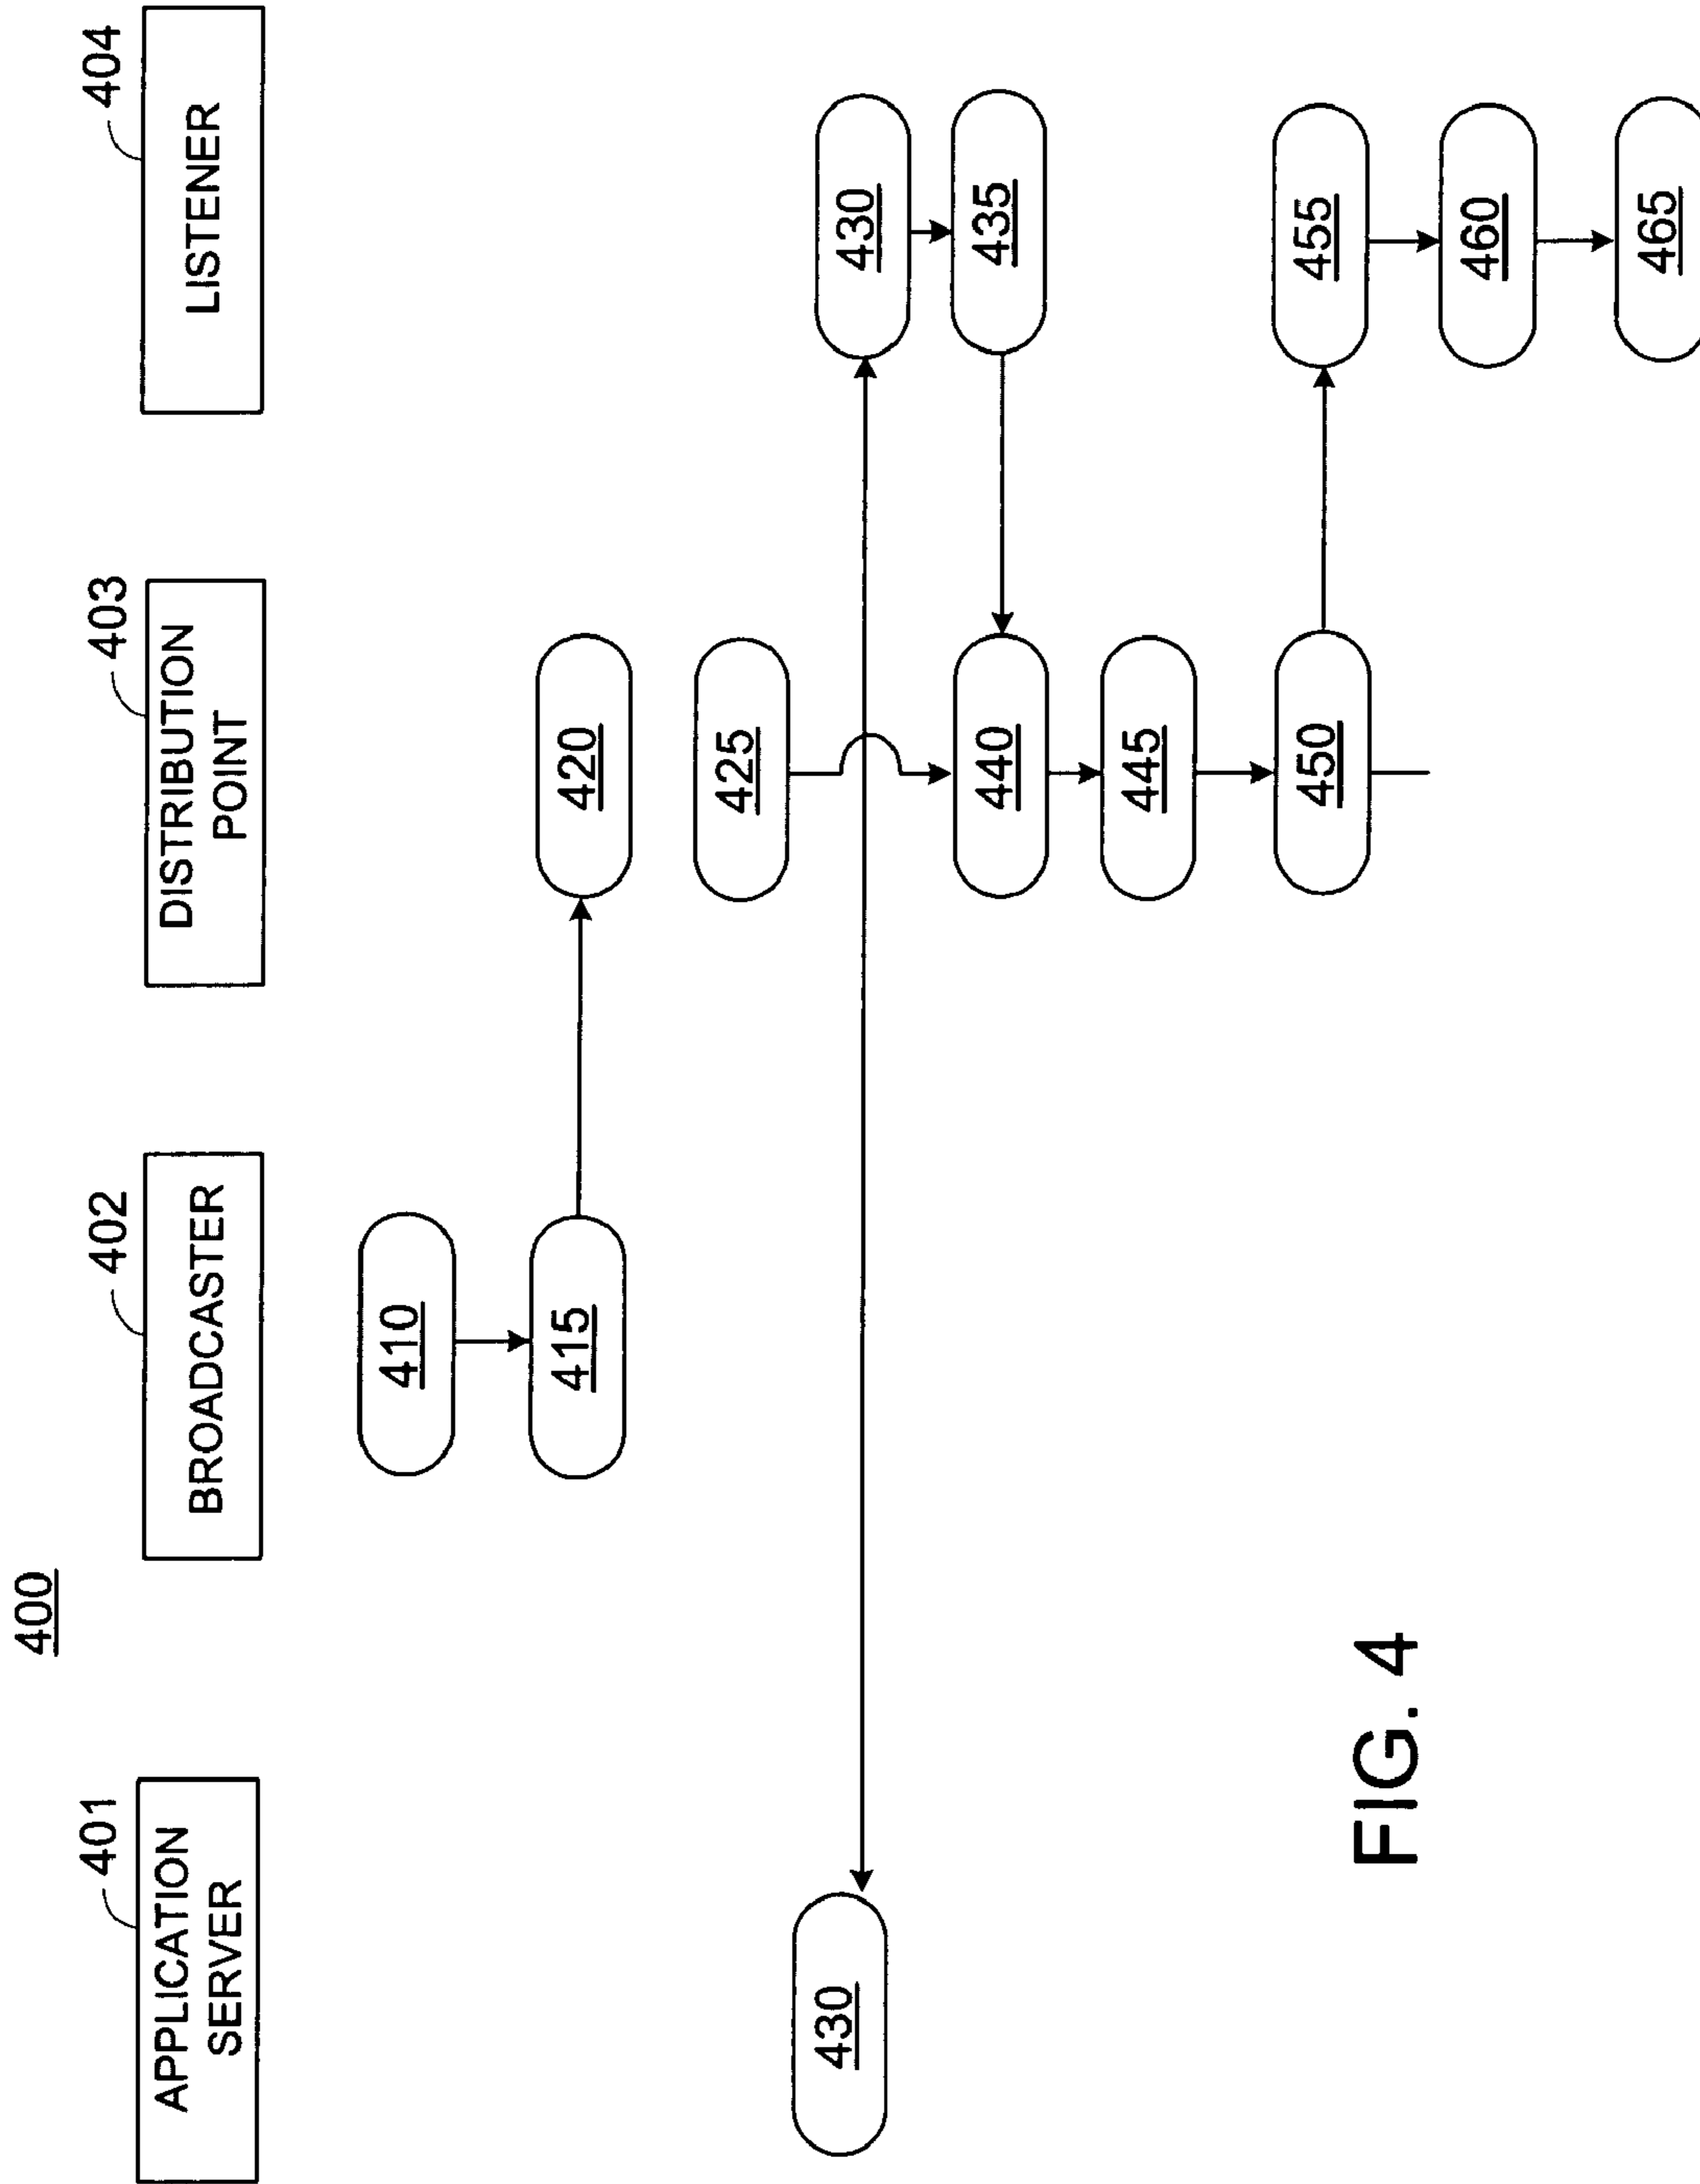 400
401
402
403
404
APPLICATION
SERVER
BROADCASTER
DISTRIBUTION
POINT
LISTENER
410
415
420
425
430
430
435
440
445
450
455
460
465
FIG. 4